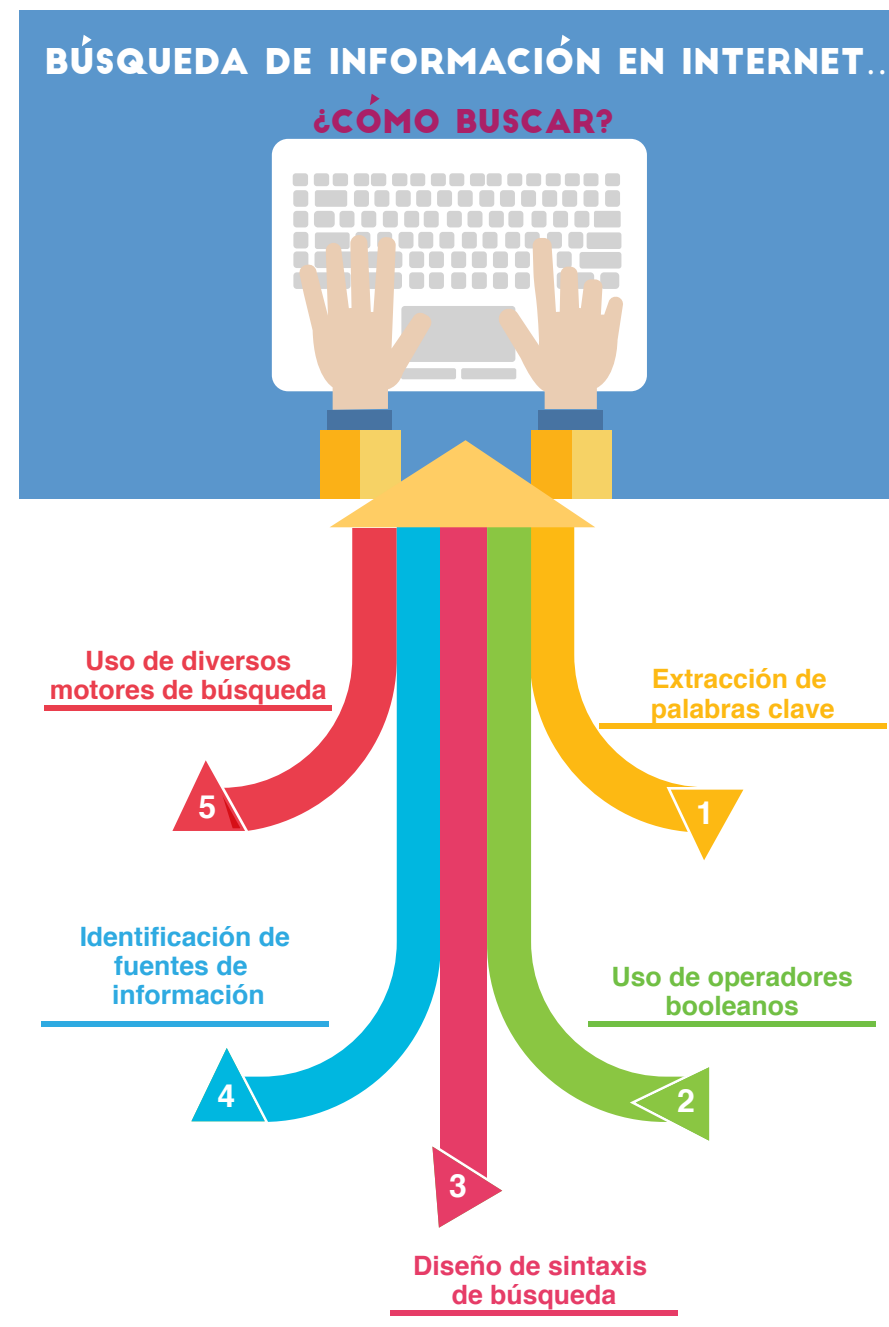 BÚSQUEDA DE INFORMACIÓN EN INTERNET..
¿CÓMO BUSCAR?
Extracción de
palabras clave
1
Uso de operadores
booleanos
2
Diseño de sintaxis
de búsqueda
3
Identificación de
fuentes de
información
4
Uso de diversos
motores de búsqueda
5